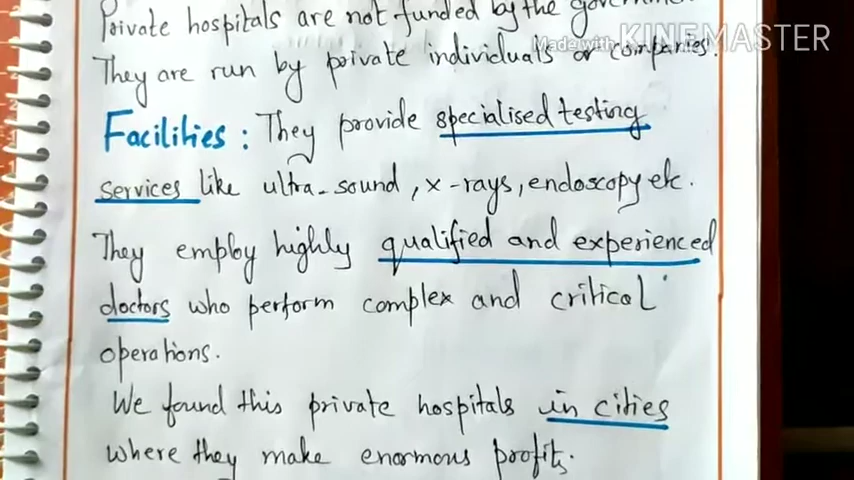 Private hospitals are not funded by the governme
Made with KINEMASTER
They are run by private individuals or companies.
Facilities: They provide specialised testing
services like ultra-sound, x-rays, endoscopy etc.
They employ highly qualified and experienced
doctors who perform complex and critical
operations.
We found this private hospitals in cities
where they make enormous profits.